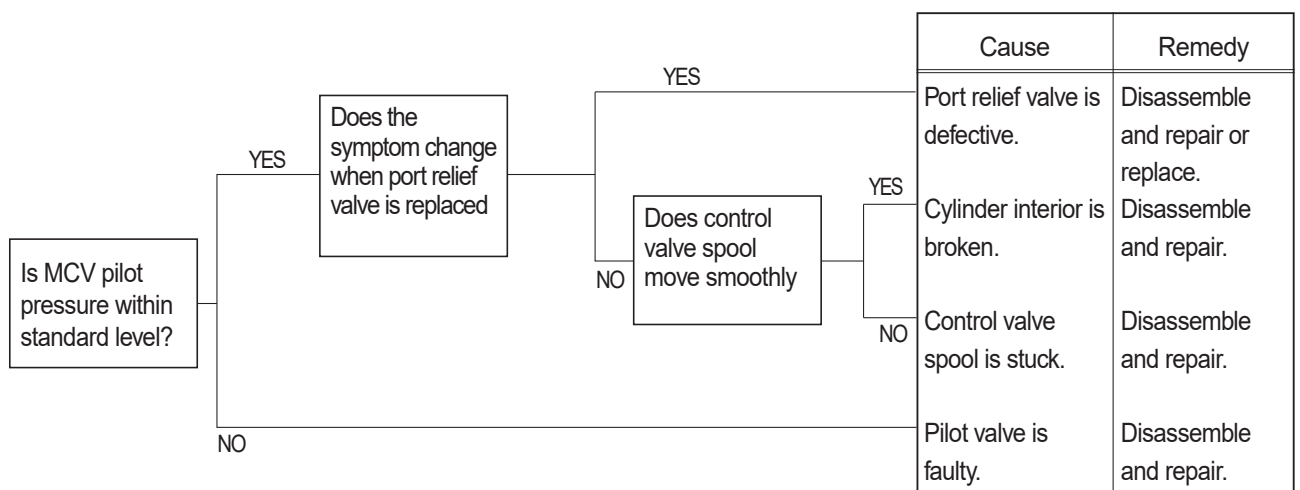 Cause
Remedy
YES
Port relief valve is
defective.
Disassemble
and repair or
replace.
Does the
symptom change
when port relief
valve is replaced
YES
YES
Does control
valve spool
move smoothly
Cylinder interior is
broken.
Disassemble
and repair.
Is MCV pilot
pressure within
standard level?
NO
NO
Control valve
spool is stuck.
Disassemble
and repair.
NO
Pilot valve is
faulty.
Disassemble
and repair.